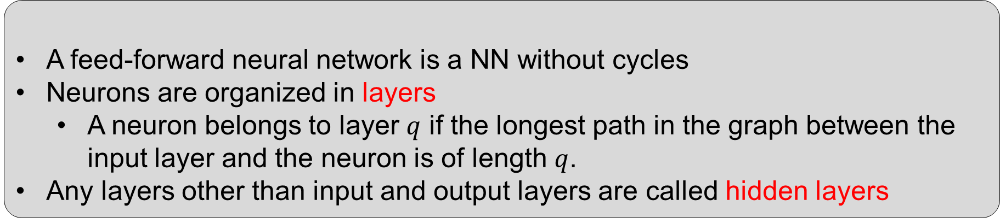 • A feed-forward neural network is a NN without cycles
• Neurons are organized in layers
• A neuron belongs to layer q if the longest path in the graph between the
input layer and the neuron is of length q.
• Any layers other than input and output layers are called hidden layers